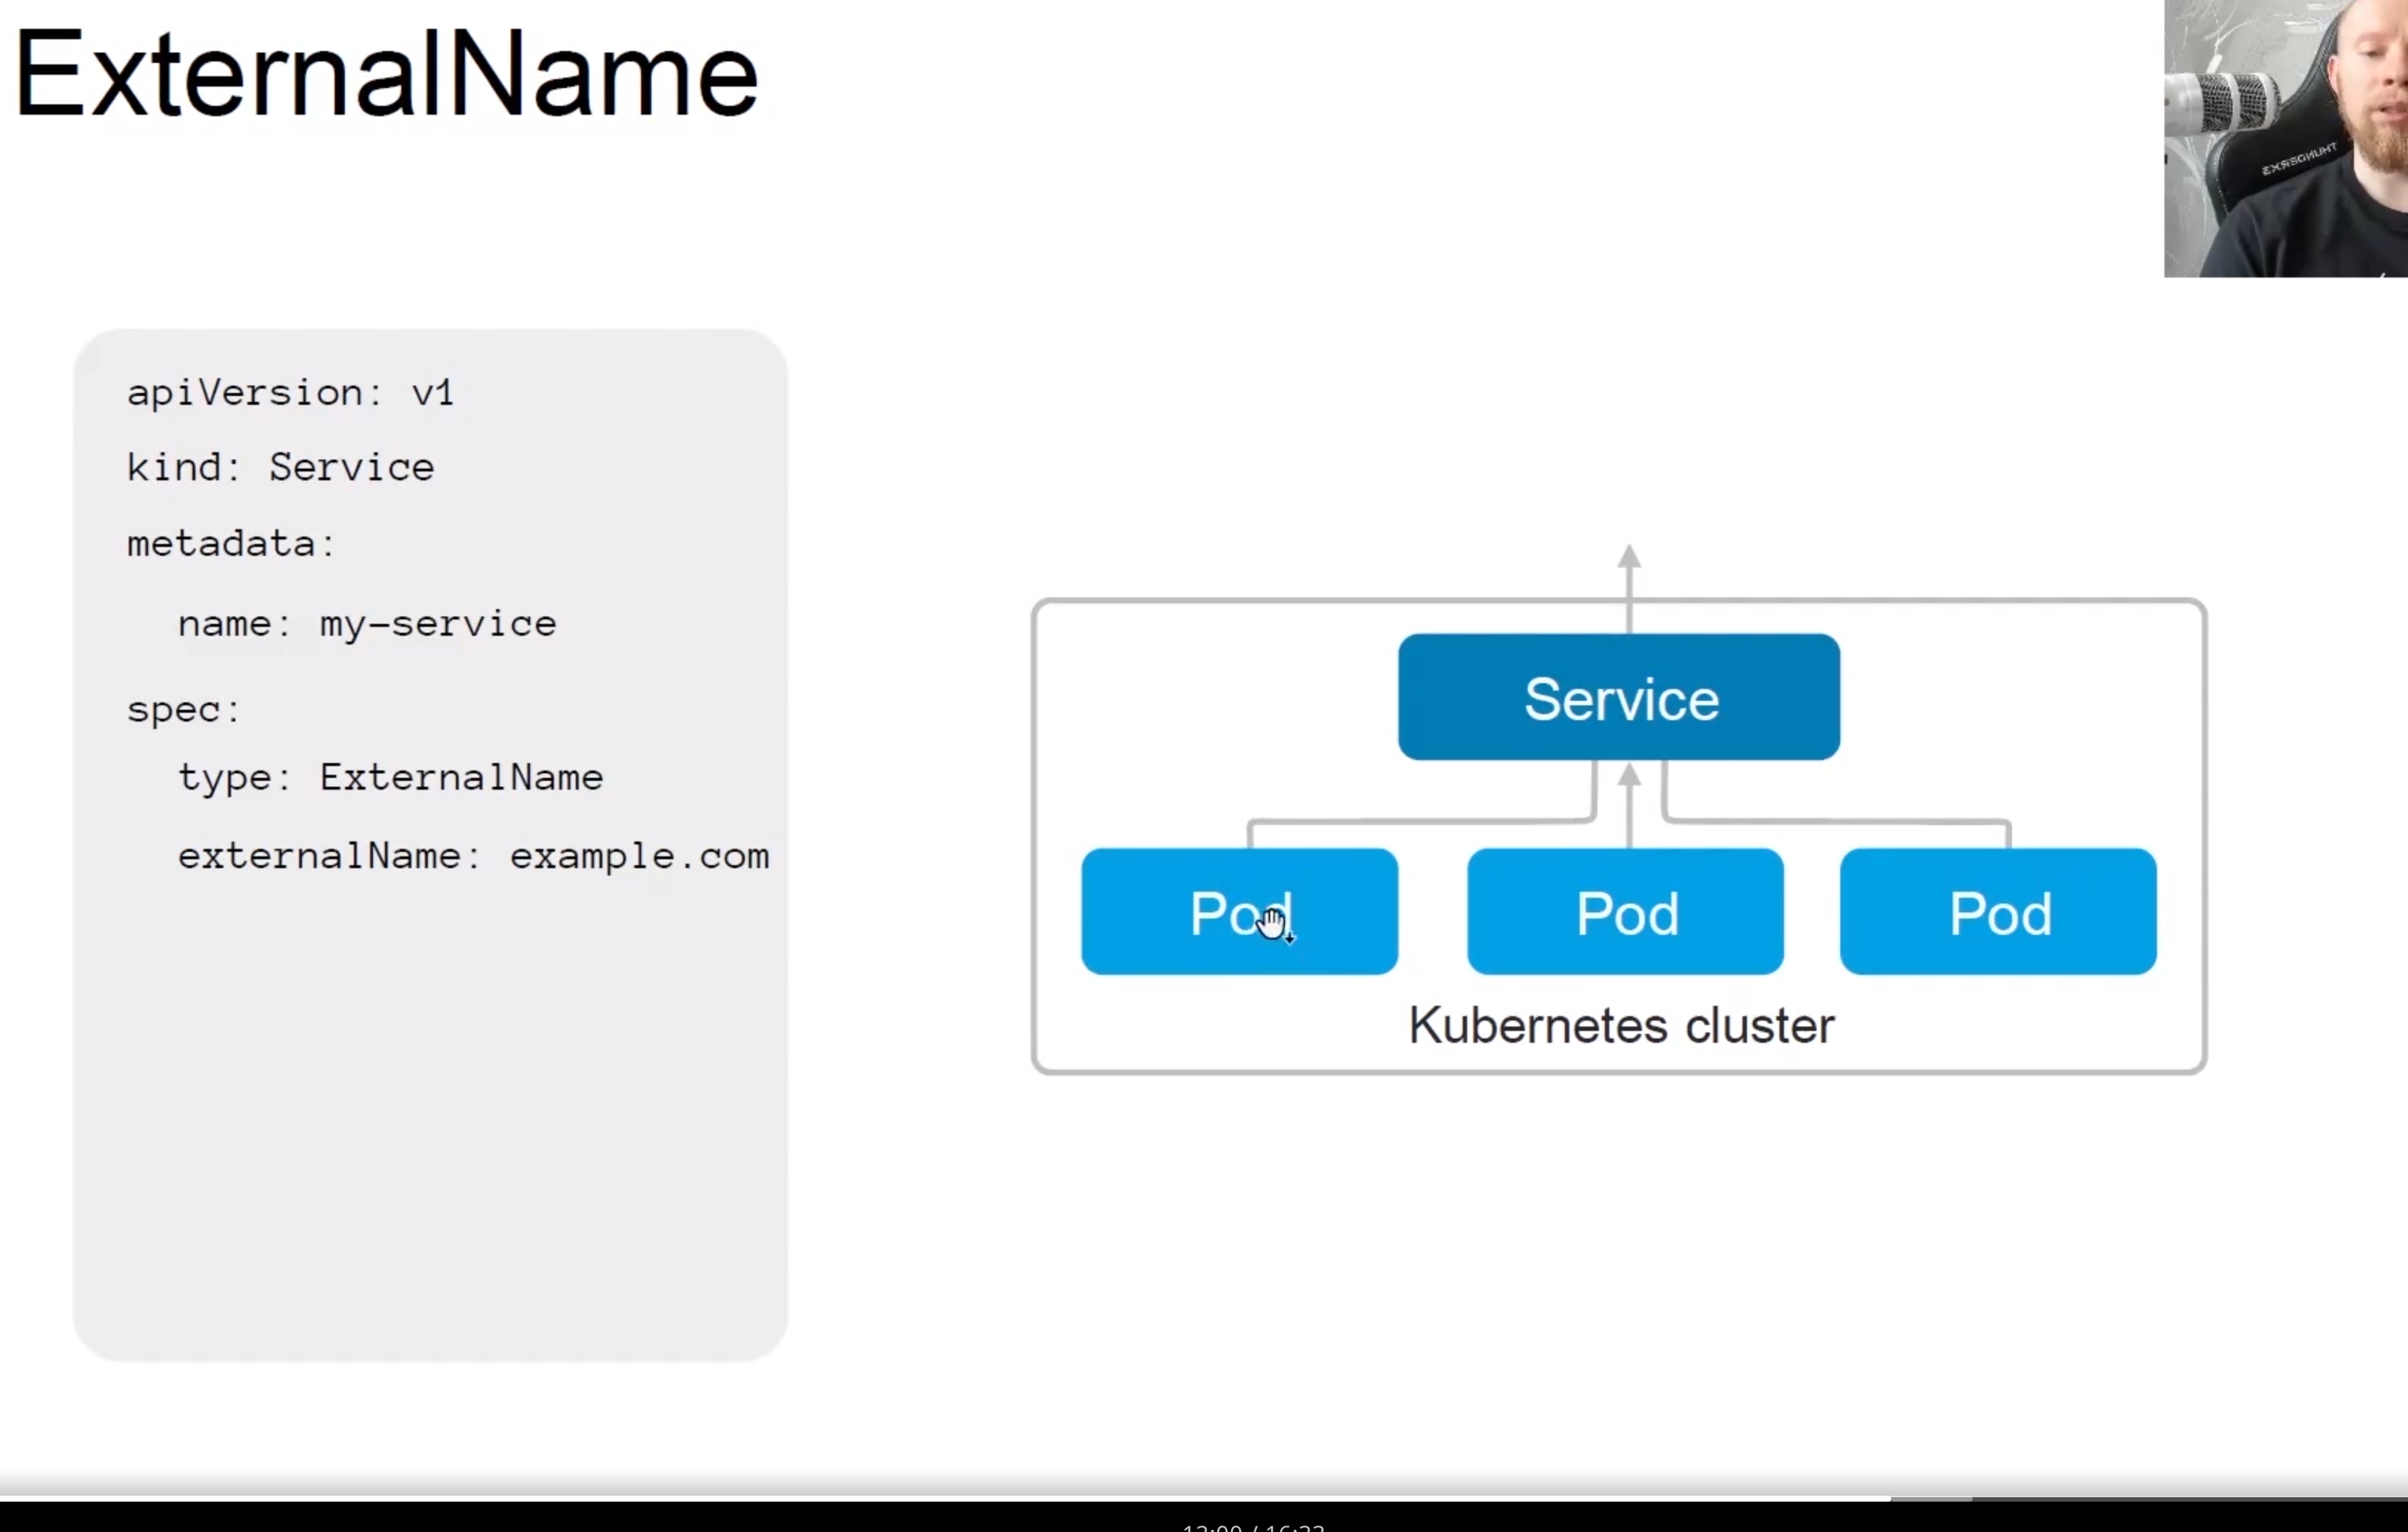 ExternalName
apiVersion: v1
kind: Service
metadata:
name: my-service
spec:
type: ExternalName
externalName: example.com
Service
Pod
Pod
Pod
Kubernetes cluster